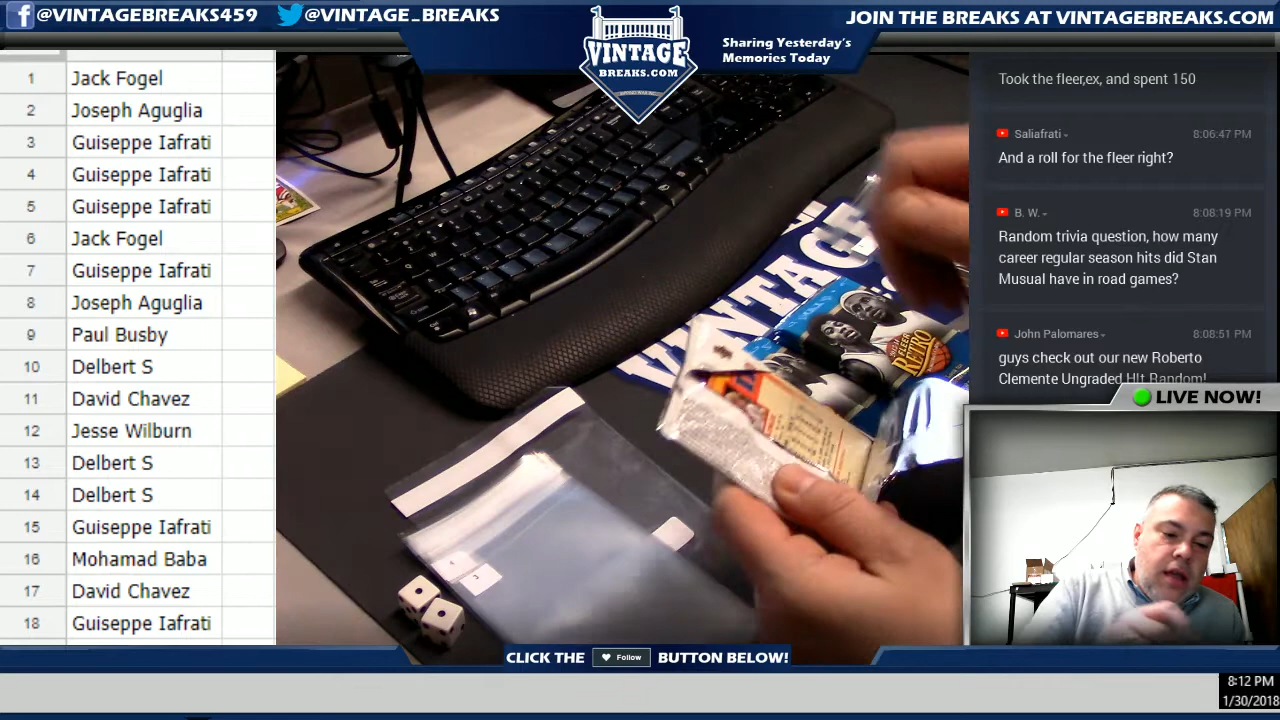 @VINTAGEBREAKS459
@VINTAGE_BREAKS
VINTAGE
BREAKS.COM
Sharing Yesterday's
Memories Today
JOIN THE BREAKS AT VINTAGEBREAKS.COM
1 Jack Fogel
2 Joseph Aguglia
3 Guiseppe Iafrati
4 Guiseppe Iafrati
5 Guiseppe Iafrati
6 Jack Fogel
7 Guiseppe Iafrati
8 Joseph Aguglia
9 Paul Busby
10 Delbert S
11 David Chavez
12 Jesse Wilburn
13 Delbert S
14 Delbert S
15 Guiseppe Iafrati
16 Mohamad Baba
17 David Chavez
18 Guiseppe Iafrati
VINTAGE
FLEER
RETRO
Took the fleer,ex, and spent 150
Saliafrati 8:06:47 PM
And a roll for the fleer right?
B. W. 8:08:19 PM
Random trivia question, how many
career regular season hits did Stan
Musual have in road games?
John Palomares 8:08:51 PM
guys check out our new Roberto
Clemente Ungraded HIt Random!
LIVE NOW!
CLICK THE Follow BUTTON BELOW!
8:12 PM
1/30/2018